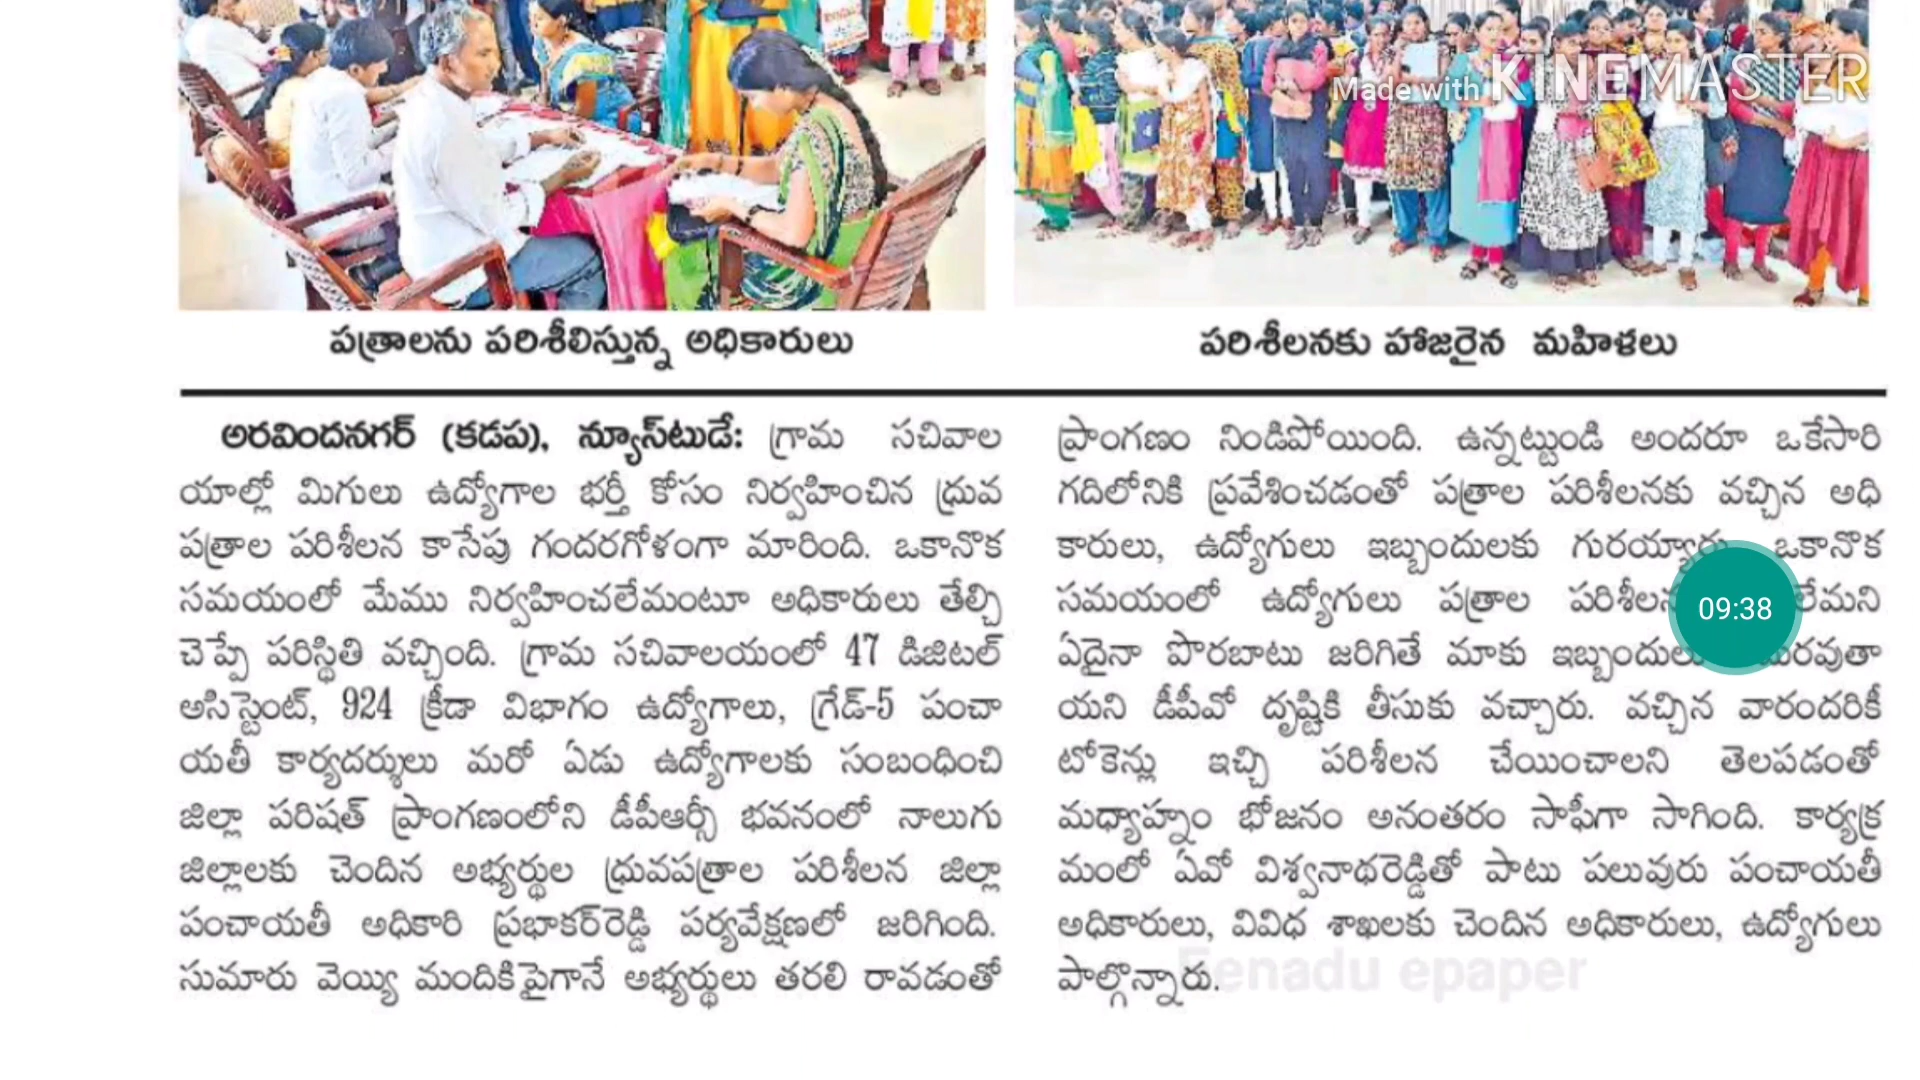 Made with KINEMASTER
పత్రాలను పరిశీలిస్తున్న అధికారులు
పరిశీలనకు హాజరైన మహిళలు
అరవిందనగర్ (కడప), న్యూస్‌టుడే: గ్రామ సచివాల
యాల్లో మిగులు ఉద్యోగాల భర్తీ కోసం నిర్వహించిన ధ్రువ
పత్రాల పరిశీలన కాసేపు గందరగోళంగా మారింది. ఒకానొక
సమయంలో మేము నిర్వహించలేమంటూ అధికారులు తేల్చి
చెప్పే పరిస్థితి వచ్చింది. గ్రామ సచివాలయంలో 47 డిజిటల్
అసిస్టెంట్, 924 క్రీడా విభాగం ఉద్యోగాలు, గ్రేడ్-5 పంచా
యతీ కార్యదర్శులు మరో ఏడు ఉద్యోగాలకు సంబంధించి
జిల్లా పరిషత్ ప్రాంగణంలోని డీపీఆర్సీ భవనంలో నాలుగు
జిల్లాలకు చెందిన అభ్యర్థుల ధ్రువపత్రాల పరిశీలన జిల్లా
పంచాయతీ అధికారి ప్రభాకర్‌రెడ్డి పర్యవేక్షణలో జరిగింది.
సుమారు వెయ్యి మందికిపైగానే అభ్యర్థులు తరలి రావడంతో
ప్రాంగణం నిండిపోయింది. ఉన్నట్టుండి అందరూ ఒకేసారి
గదిలోనికి ప్రవేశించడంతో పత్రాల పరిశీలనకు వచ్చిన అధి
కారులు, ఉద్యోగులు ఇబ్బందులకు గురయ్యారు. ఒకానొక
సమయంలో ఉద్యోగులు పత్రాల
ఏదైనా పొరబాటు జరిగితే మాకు
09:38
యని డీపీవో దృష్టికి తీసుకు వచ్చారు. వచ్చిన వారందరికీ
టోకెన్లు ఇచ్చి పరిశీలన చేయించాలని తెలపడంతో
మధ్యాహ్నం భోజనం అనంతరం సాఫీగా సాగింది. కార్యక్ర
మంలో ఏవో విశ్వనాథరెడ్డితో పాటు పలువురు పంచాయతీ
అధికారులు, వివిధ శాఖలకు చెందిన అధికారులు, ఉద్యోగులు
పాల్గొన్నారు.
Eenadu epaper